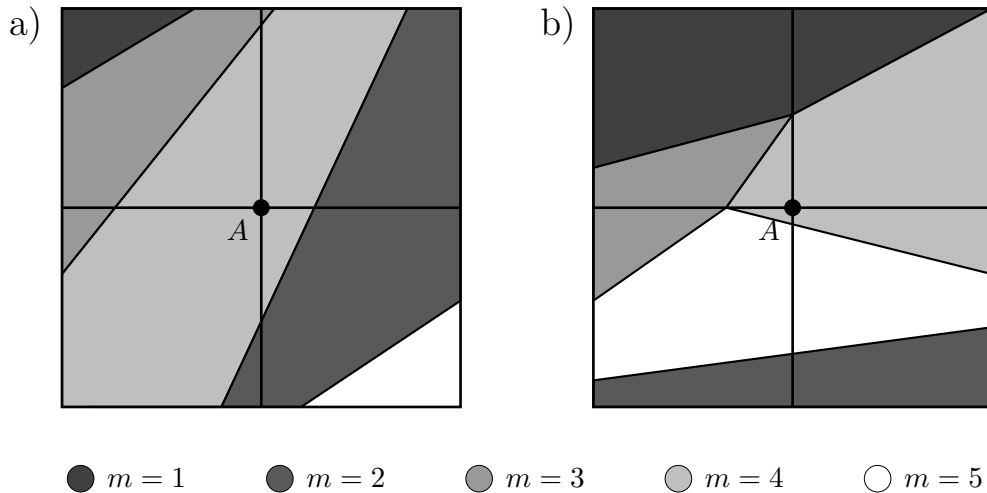 a) b)
A A
m = 1 m = 2 m = 3 m = 4 m = 5